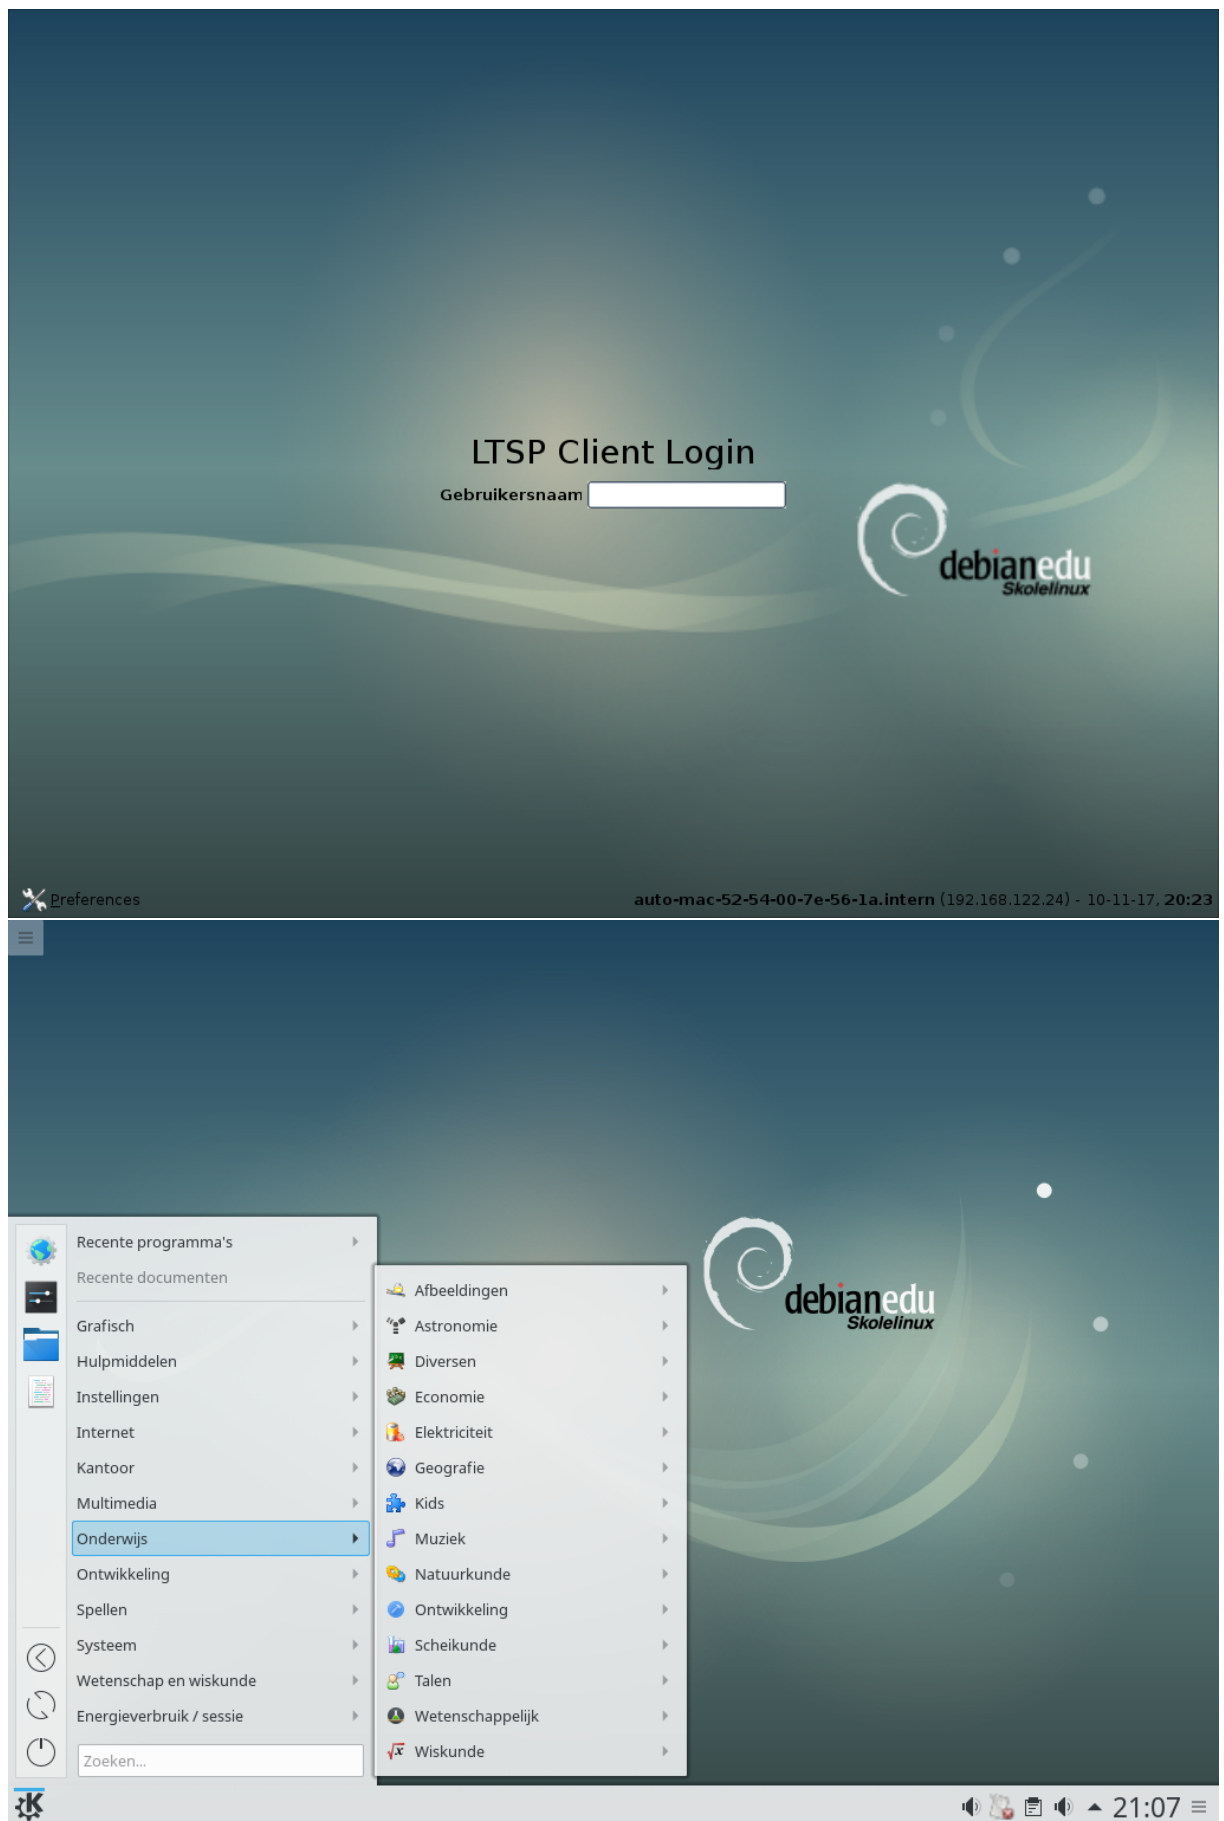 LTSP Client Login
Gebruikersnaam
debianedu
Skolelinux
Preferences
auto-mac-52-54-00-7e-56-1a.intern (192.168.122.24) - 10-11-17, 20:23
debianedu
Skolelinux
Recente programma's
Recente documenten
Grafisch
Hulpmiddelen
Instellingen
Internet
Kantoor
Multimedia
Onderwijs
Ontwikkeling
Spellen
Systeem
Wetenschap en wiskunde
Energieverbruik / sessie
Zoeken...
Afbeeldingen
Astronomie
Diversen
Economie
Elektriciteit
Geografie
Kids
Muziek
Natuurkunde
Ontwikkeling
Scheikunde
Talen
Wetenschappelijk
Wiskunde
21:07